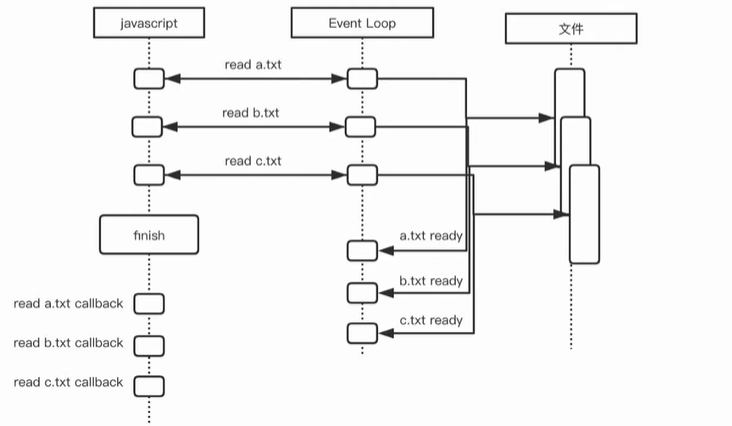 javascript
Event Loop
文件
read a.txt
read b.txt
read c.txt
finish
a.txt ready
b.txt ready
c.txt ready
read a.txt callback
read b.txt callback
read c.txt callback